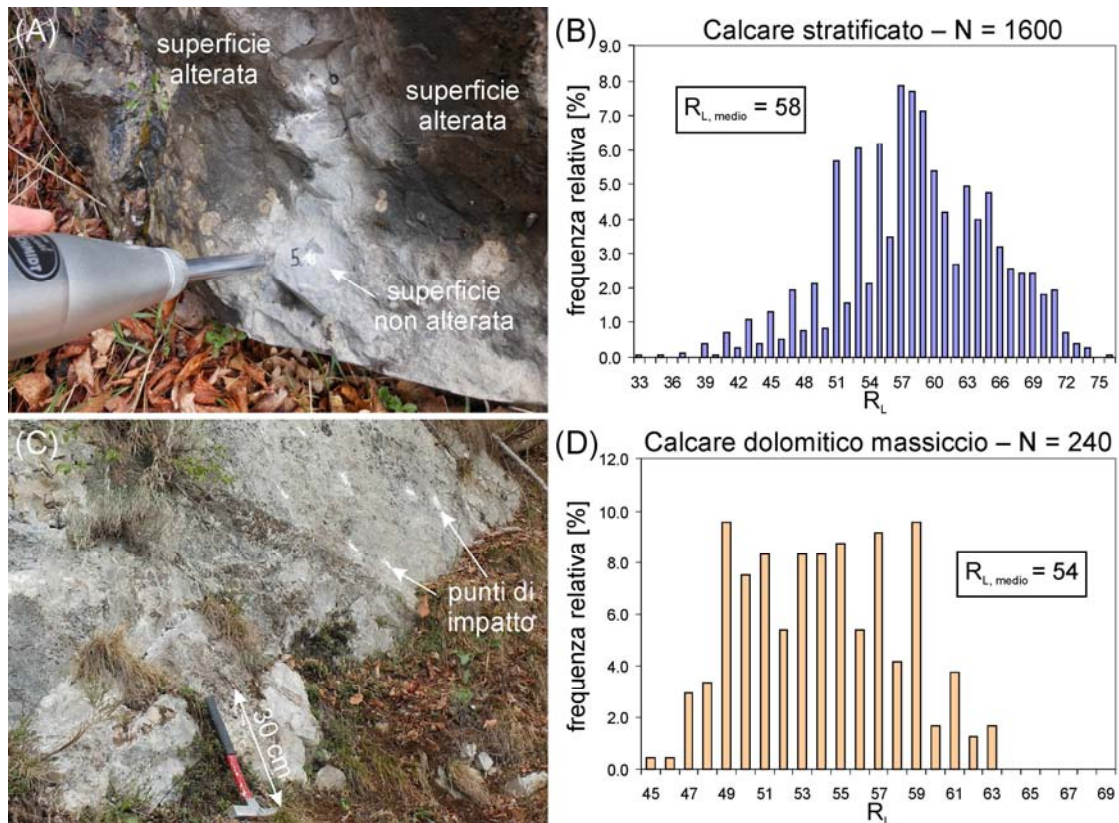 (A)
superficie
alterata
superficie
alterata
SCHMIDT
5
superficie
non alterata
(B)
Calcare stratificato – N = 1600
frequenza relativa [%]
9.0
8.0
7.0
6.0
5.0
4.0
3.0
2.0
1.0
0.0
R_L, medio = 58
33 36 39 42 45 48 51 54 57 60 63 66 69 72 75
R_L
(C)
punti di
impatto
30 cm
(D)
Calcare dolomitico massiccio – N = 240
frequenza relativa [%]
12.0
10.0
8.0
6.0
4.0
2.0
0.0
R_L, medio = 54
45 47 49 51 53 55 57 59 61 63 65 67 69
R_L